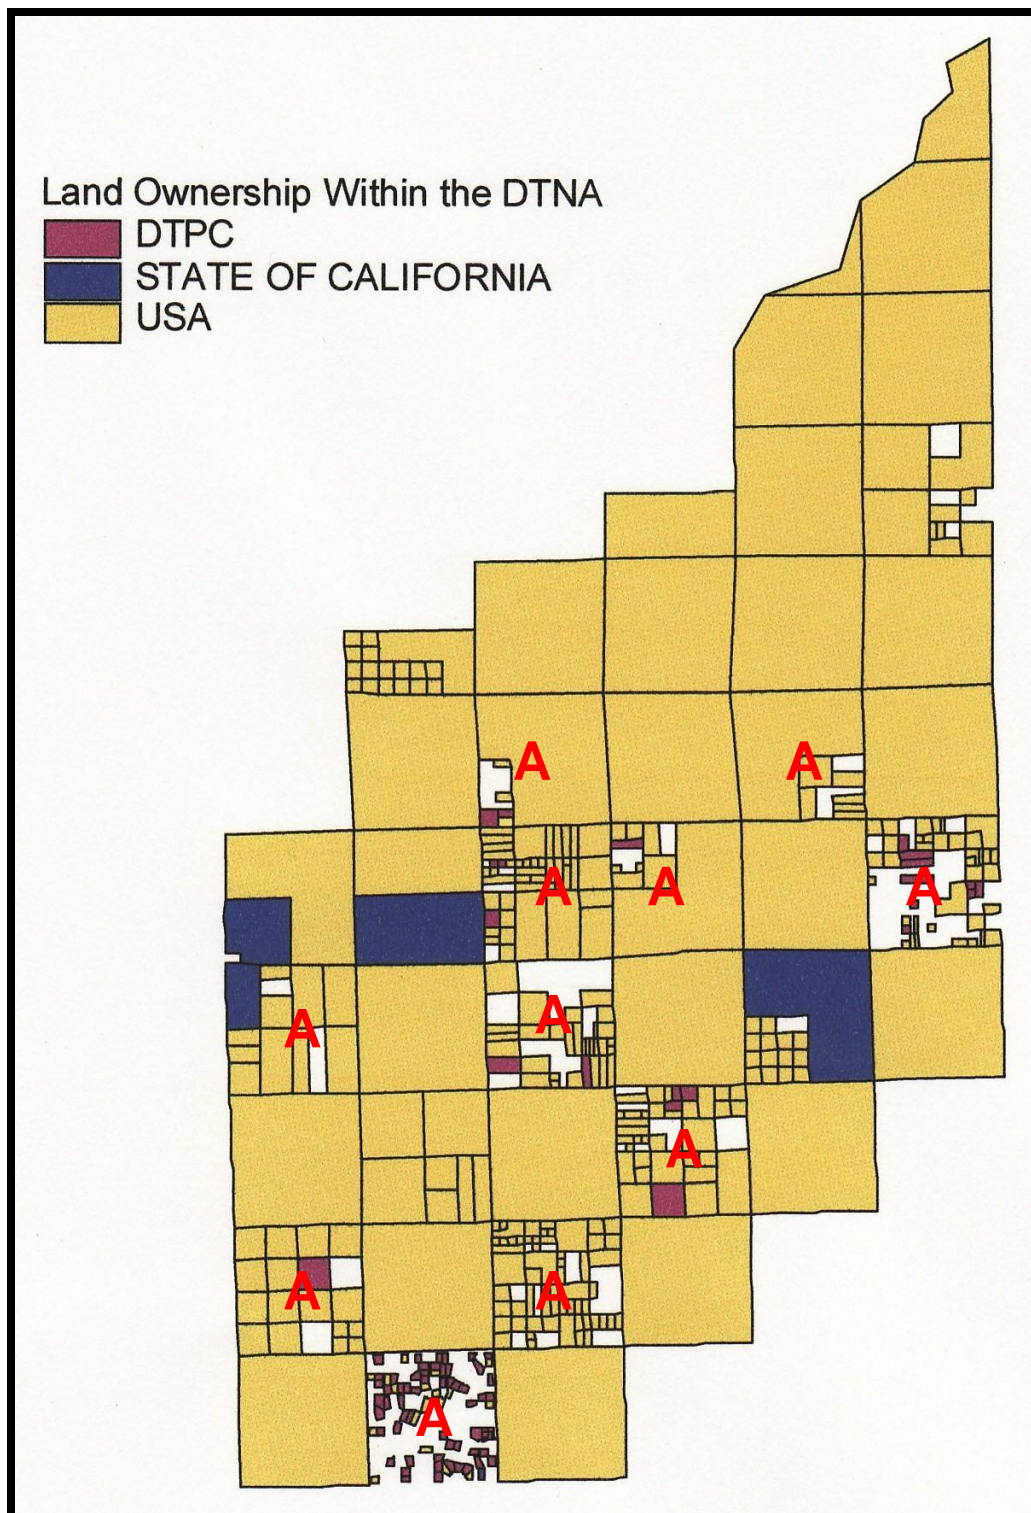 Land Ownership Within the DTNA
DTPC
STATE OF CALIFORNIA
USA
A A
A A A
A A
A
A A
A